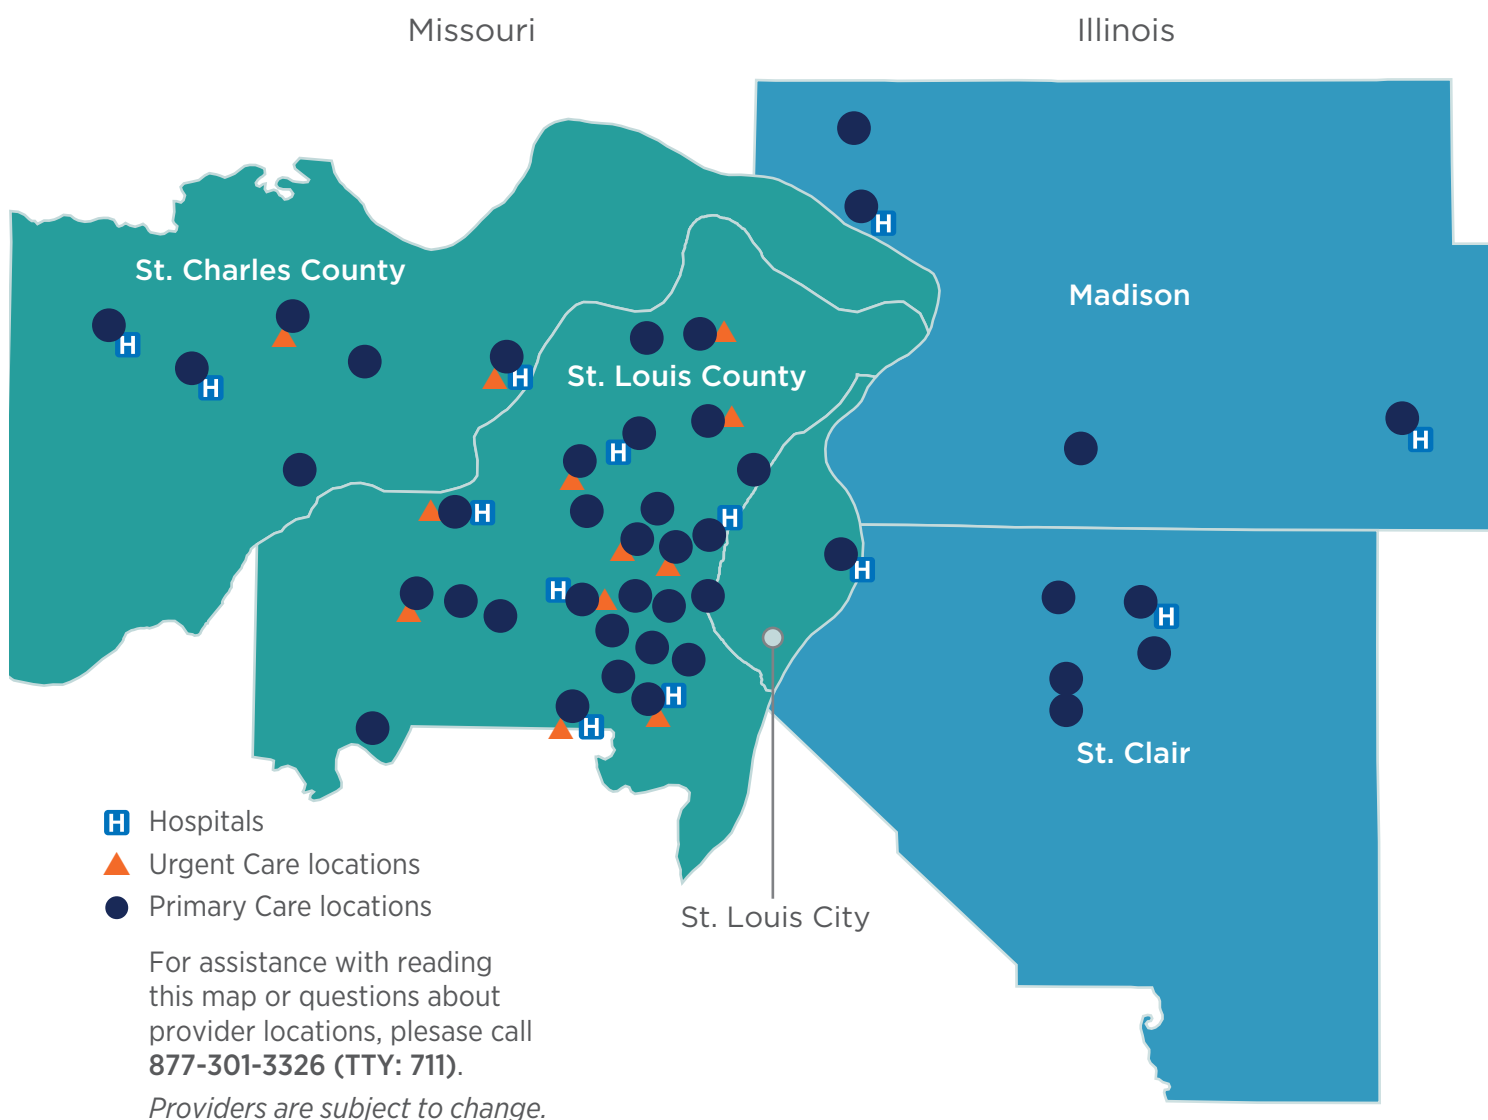 Missouri
Illinois
St. Charles County
Madison
St. Louis County
H
H
H
H
H
H
H
H
H
H
H
H
H
St. Clair
H Hospitals
Urgent Care locations
Primary Care locations
St. Louis City
For assistance with reading
this map or questions about
provider locations, plesase call
877-301-3326 (TTY: 711).
Providers are subject to change.